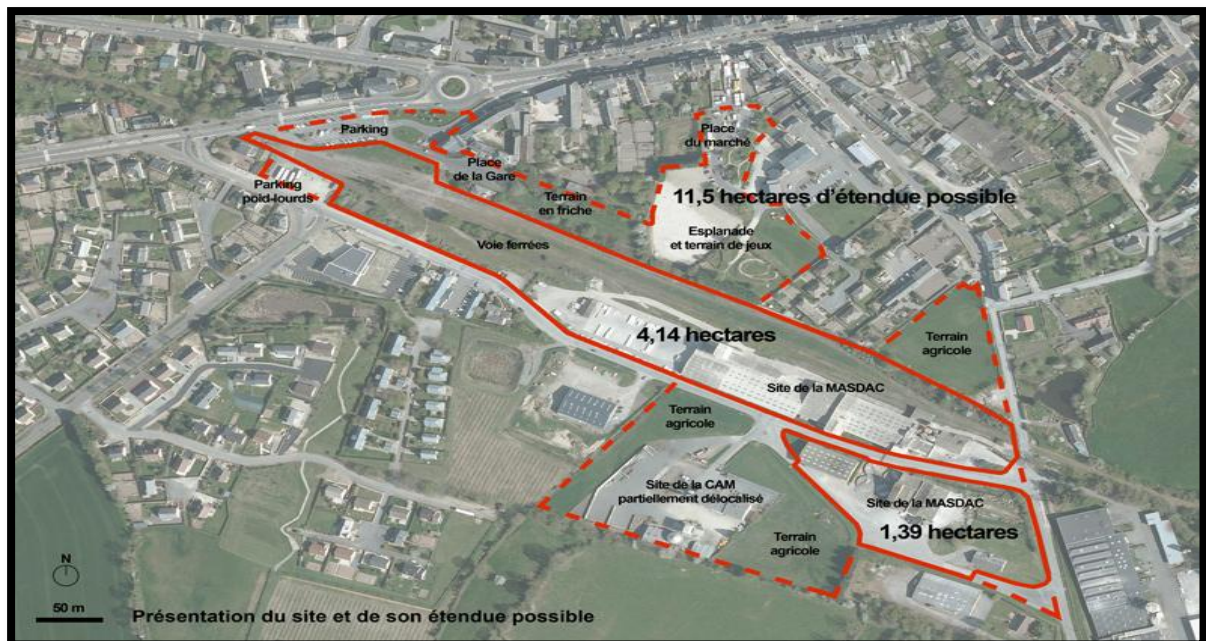 Parking
Place
du marché
Place
de la Gare
Parking
poid-lourds
11,5 hectares d'étendue possible
Terrain
en friche
Esplanade
et terrain de jeux
Voie ferrées
4,14 hectares
Terrain
agricole
Site de la MASDAC
Terrain
agricole
Site de la CAM
partiellement délocalisé
Site de la MASDAC
1,39 hectares
Terrain
agricole
N
50 m
Présentation du site et de son étendue possible